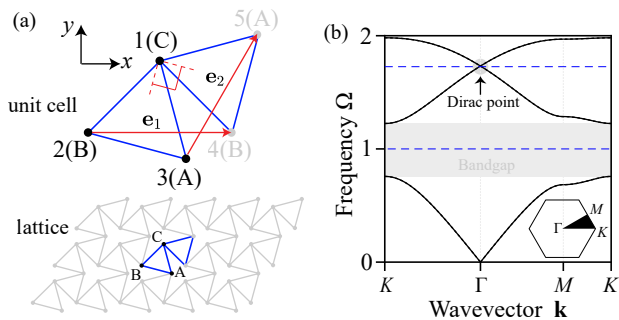 (a)
y
x
1(C)
5(A)
e₂
unit cell
e₁
2(B)
4(B)
3(A)
lattice
C
B
A
(b)
Frequency Ω
2
1
0
Dirac point
Bandgap
Γ
M
K
K
Γ
M
K
Wavevector k